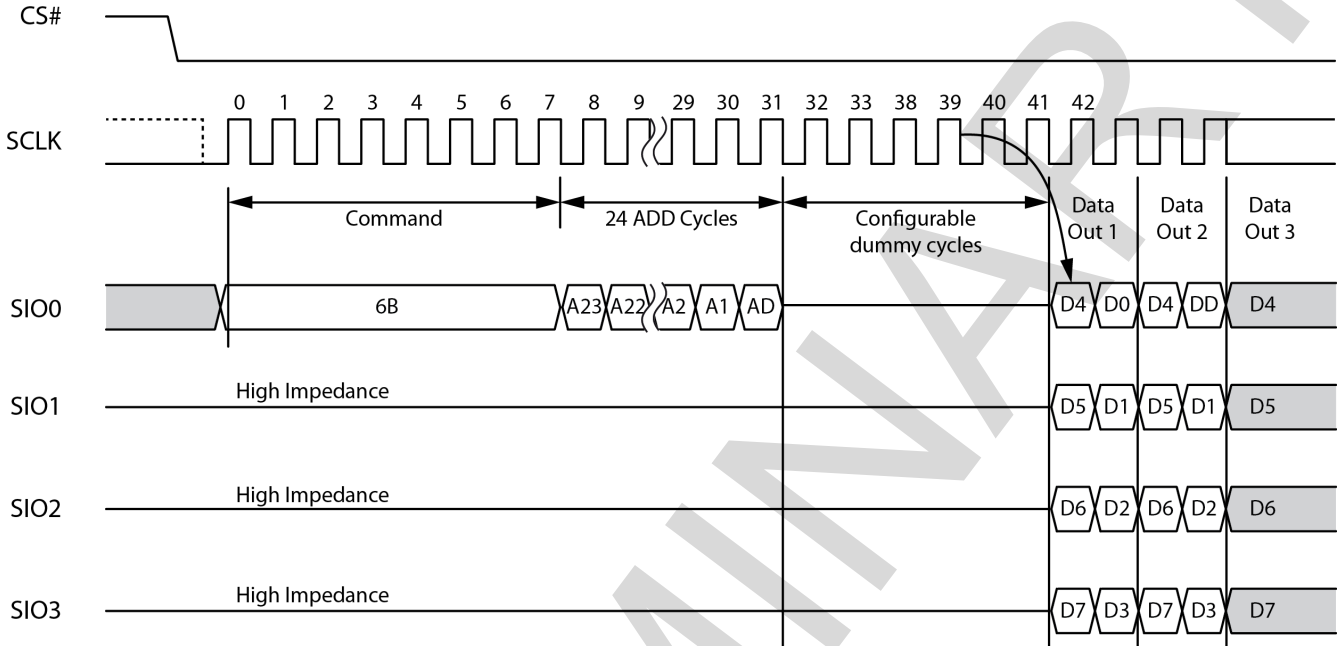 CS#
0 1 2 3 4 5 6 7 8 9 29 30 31 32 33 38 39 40 41 42
SCLK
Command 24 ADD Cycles Configurable dummy cycles Data Out 1 Data Out 2 Data Out 3
SIO0 6B A23 A22 A2 A1 AD D4 D0 D4 DD D4
High Impedance
SIO1 D5 D1 D5 D1 D5
High Impedance
SIO2 D6 D2 D6 D2 D6
High Impedance
SIO3 D7 D3 D7 D3 D7
MINARY